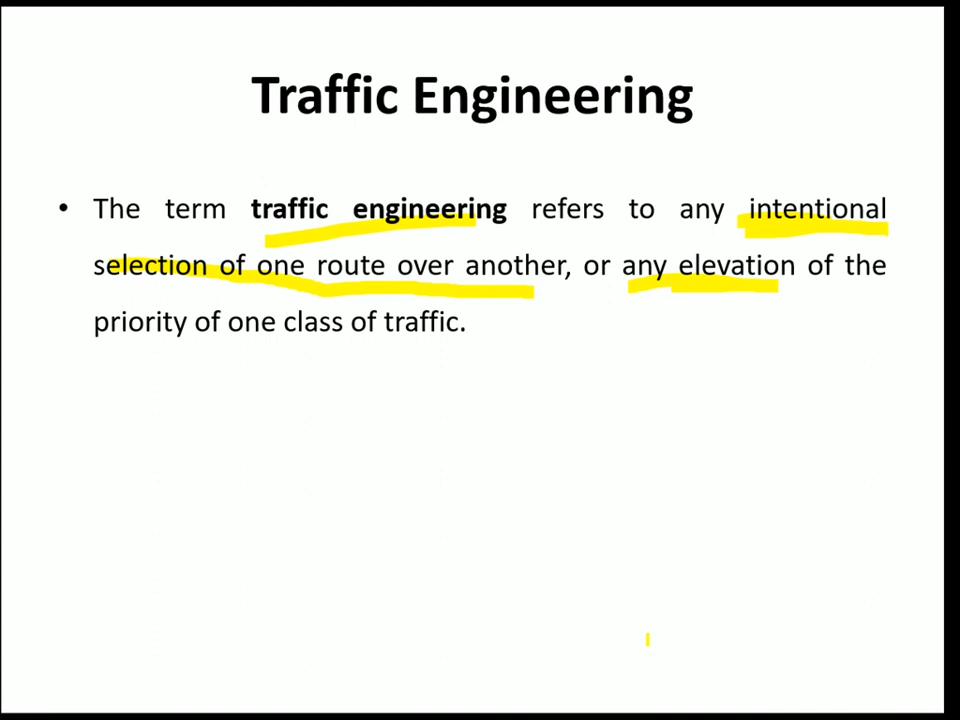 Traffic Engineering
• The term traffic engineering refers to any intentional
selection of one route over another, or any elevation of the
priority of one class of traffic.